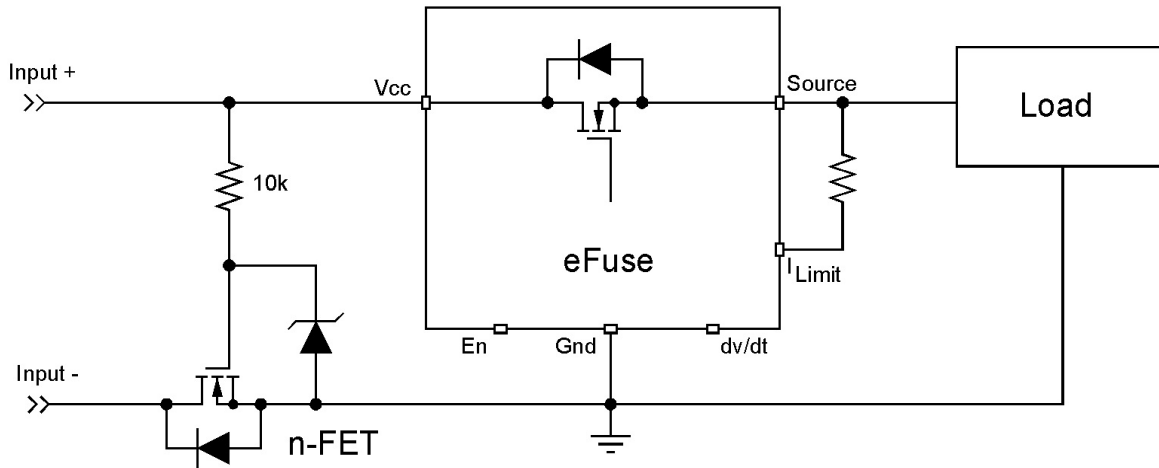 Input +
Vcc
Source
Load
10k
eFuse
I Limit
En
Gnd
dv/dt
Input -
n-FET